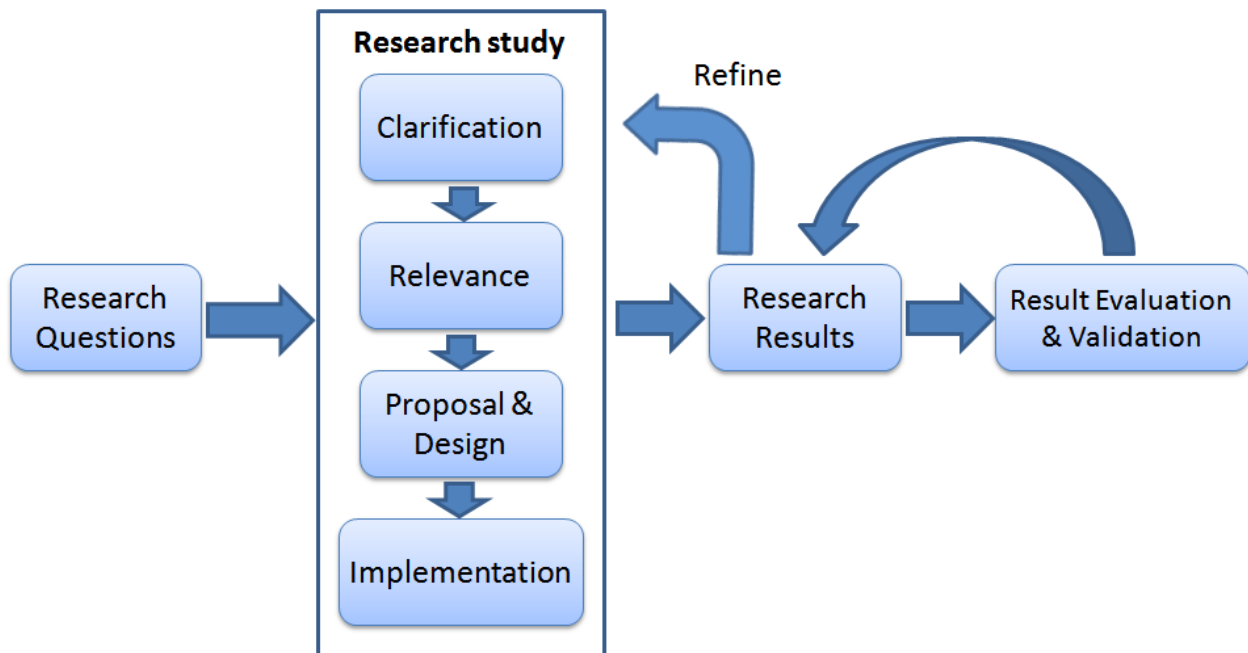 Research study
Clarification
Refine
Relevance
Research
Questions
Research
Results
Result Evaluation
& Validation
Proposal &
Design
Implementation